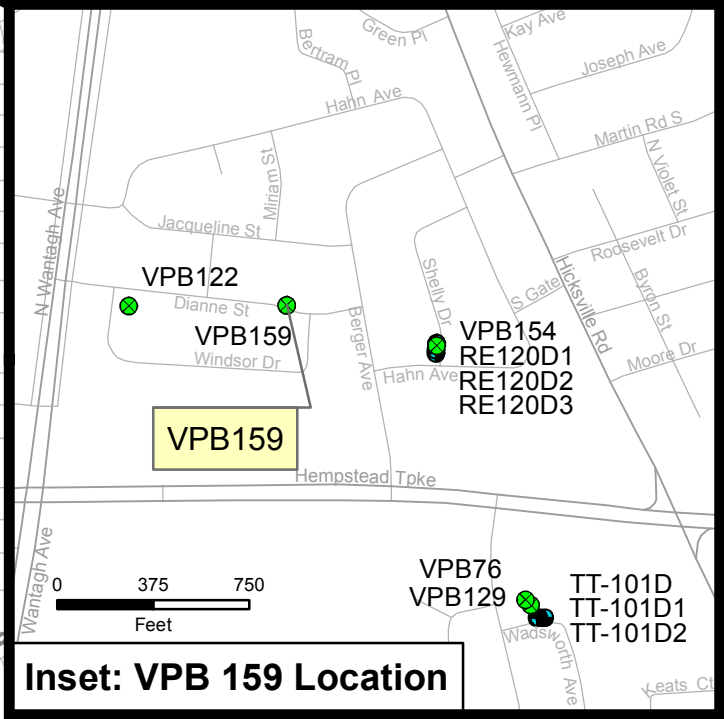 Kay Ave
Green Pl
Bertram Pl
Hewmann Pl
Joseph Ave
Hahn Ave
Martin Rd S
N Violet St
Miriam St
N Wantagh Ave
Jacqueline St
Roosevelt Dr
Shelly Dr
S Gate
Hicksville Rd
Byron St
VPB122
Dianne St
VPB159
Windsor Dr
Berger Ave
VPB154
RE120D1
RE120D2
RE120D3
Moore Dr
Hahn Ave
VPB159
Hempstead Tpke
Wantagh Ave
0 375 750
Feet
VPB76
VPB129
TT-101D
TT-101D1
TT-101D2
Wadsworth Ave
Keats Ct
Inset: VPB 159 Location